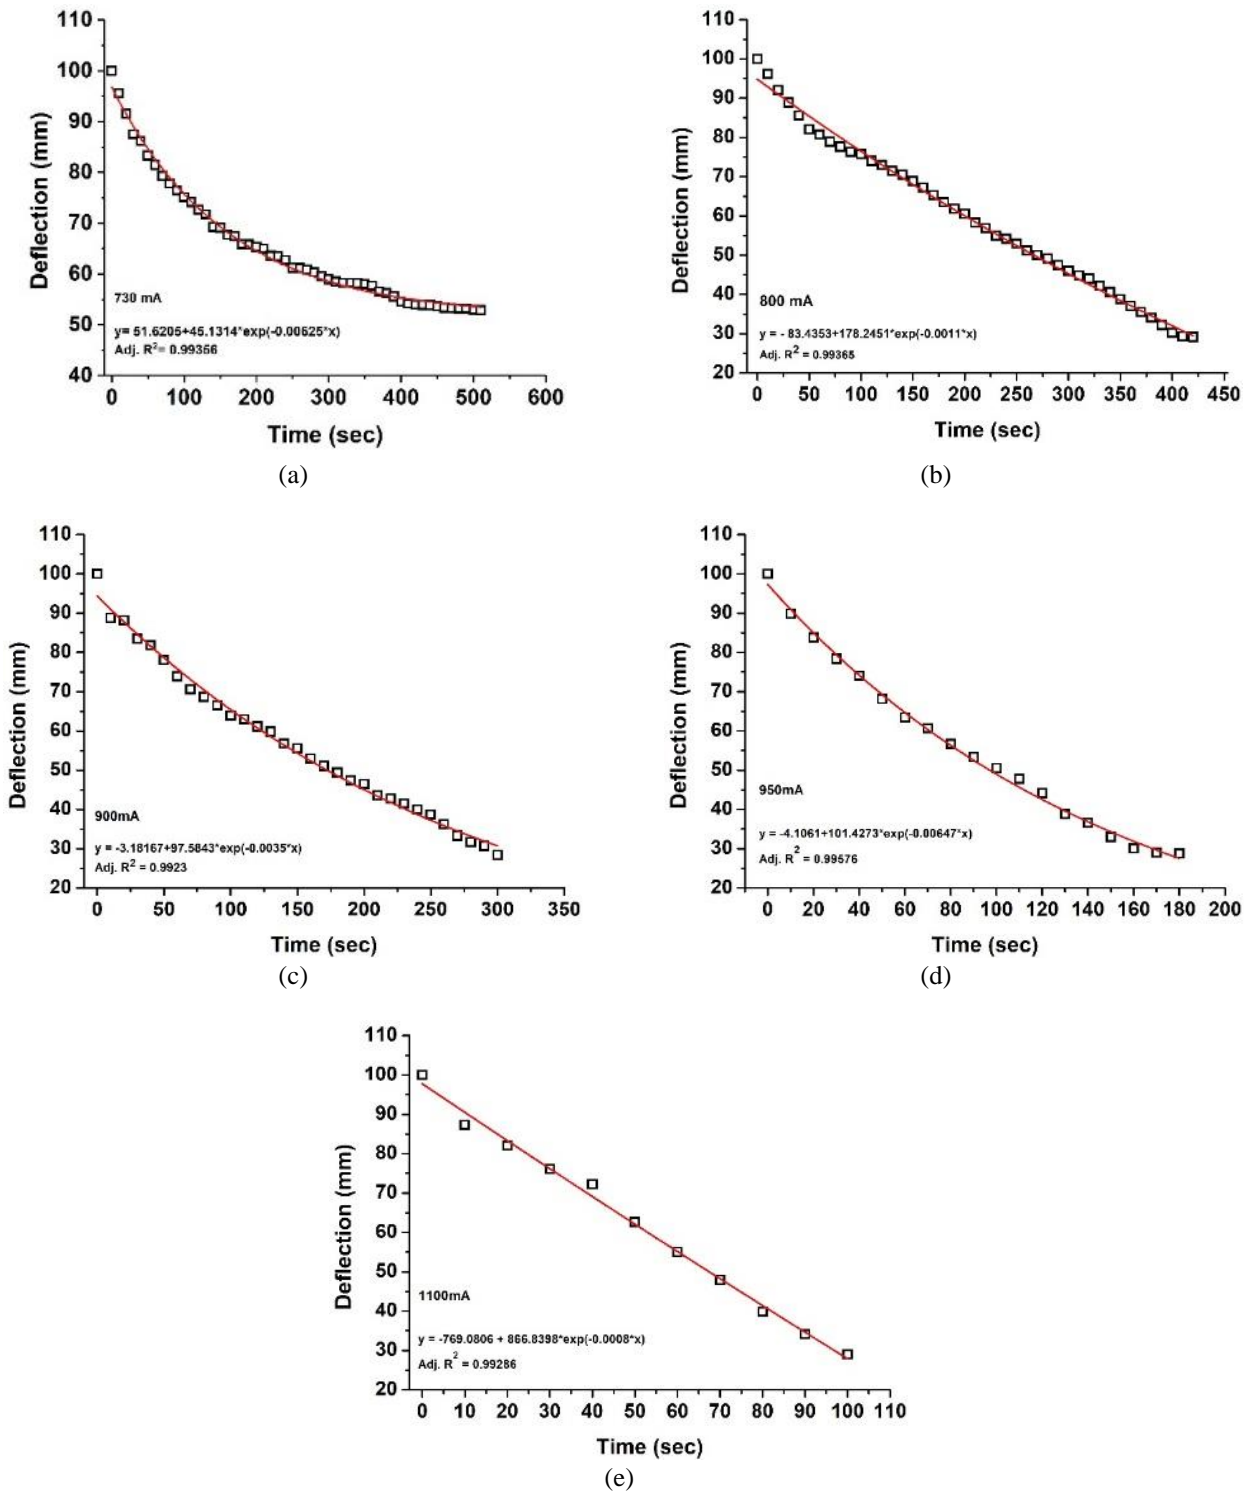 110
100
90
80
70
60
50
40
Deflection (mm)
730 mA
y= 51.6205+45.1314*exp(-0.00625*x)
Adj. R²= 0.99356
0 100 200 300 400 500 600
Time (sec)
(a)
110
100
90
80
70
60
50
40
30
20
Deflection (mm)
800 mA
y = - 83.4353+178.2451*exp(-0.0011*x)
Adj. R² = 0.99365
0 50 100 150 200 250 300 350 400 450
Time (sec)
(b)
110
100
90
80
70
60
50
40
30
20
Deflection (mm)
900mA
y = -3.18167+97.5843*exp(-0.0035*x)
Adj. R² = 0.9923
0 50 100 150 200 250 300 350
Time (sec)
(c)
110
100
90
80
70
60
50
40
30
20
Deflection (mm)
950mA
y = -4.1061+101.4273*exp(-0.00647*x)
Adj. R² = 0.99576
0 20 40 60 80 100 120 140 160 180 200
Time (sec)
(d)
110
100
90
80
70
60
50
40
30
20
Deflection (mm)
1100mA
y = -769.0806 + 866.8398*exp(-0.0008*x)
Adj. R² = 0.99286
0 10 20 30 40 50 60 70 80 90 100 110
Time (sec)
(e)